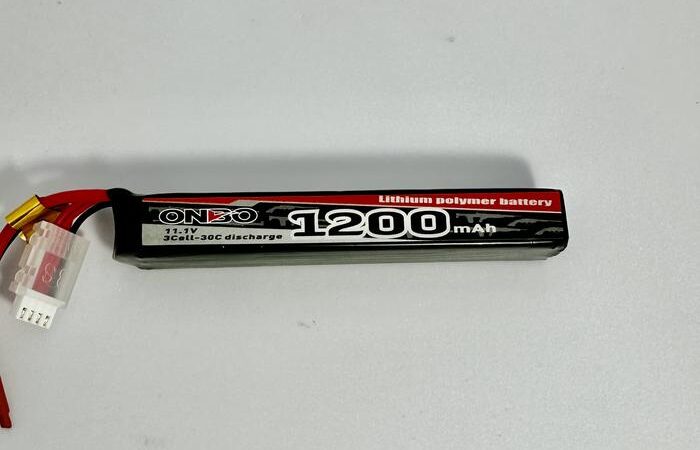 Lithium polymer battery
ONBO
1200mAh
11.1V
3Cell-30C discharge